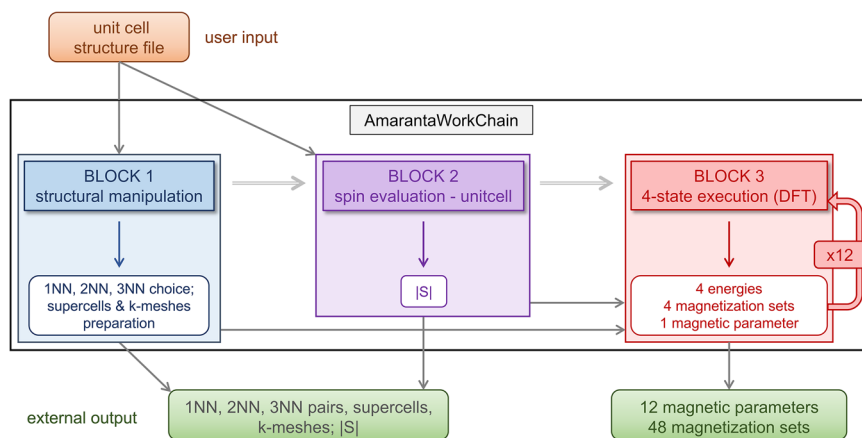 unit cell
structure file
user input
AmarantaWorkChain
BLOCK 1
structural manipulation
BLOCK 2
spin evaluation - unitcell
BLOCK 3
4-state execution (DFT)
x12
1NN, 2NN, 3NN choice;
supercells & k-meshes
preparation
|S|
4 energies
4 magnetization sets
1 magnetic parameter
external output
1NN, 2NN, 3NN pairs, supercells,
k-meshes; |S|
12 magnetic parameters
48 magnetization sets